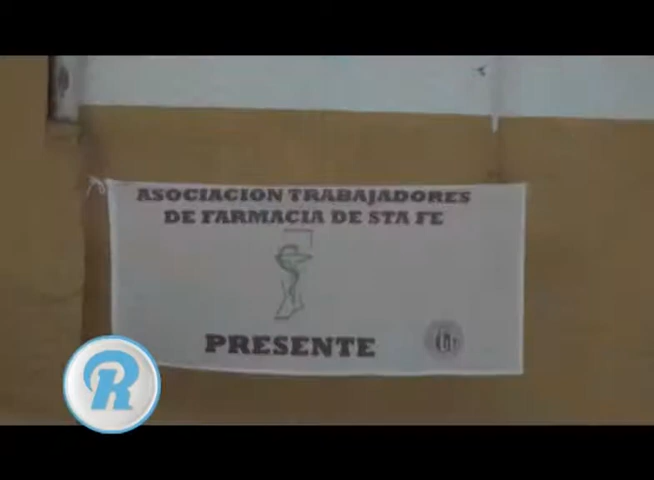 ASOCIACION TRABAJADORES
DE FARMACIA DE STA FE
PRESENTE
R